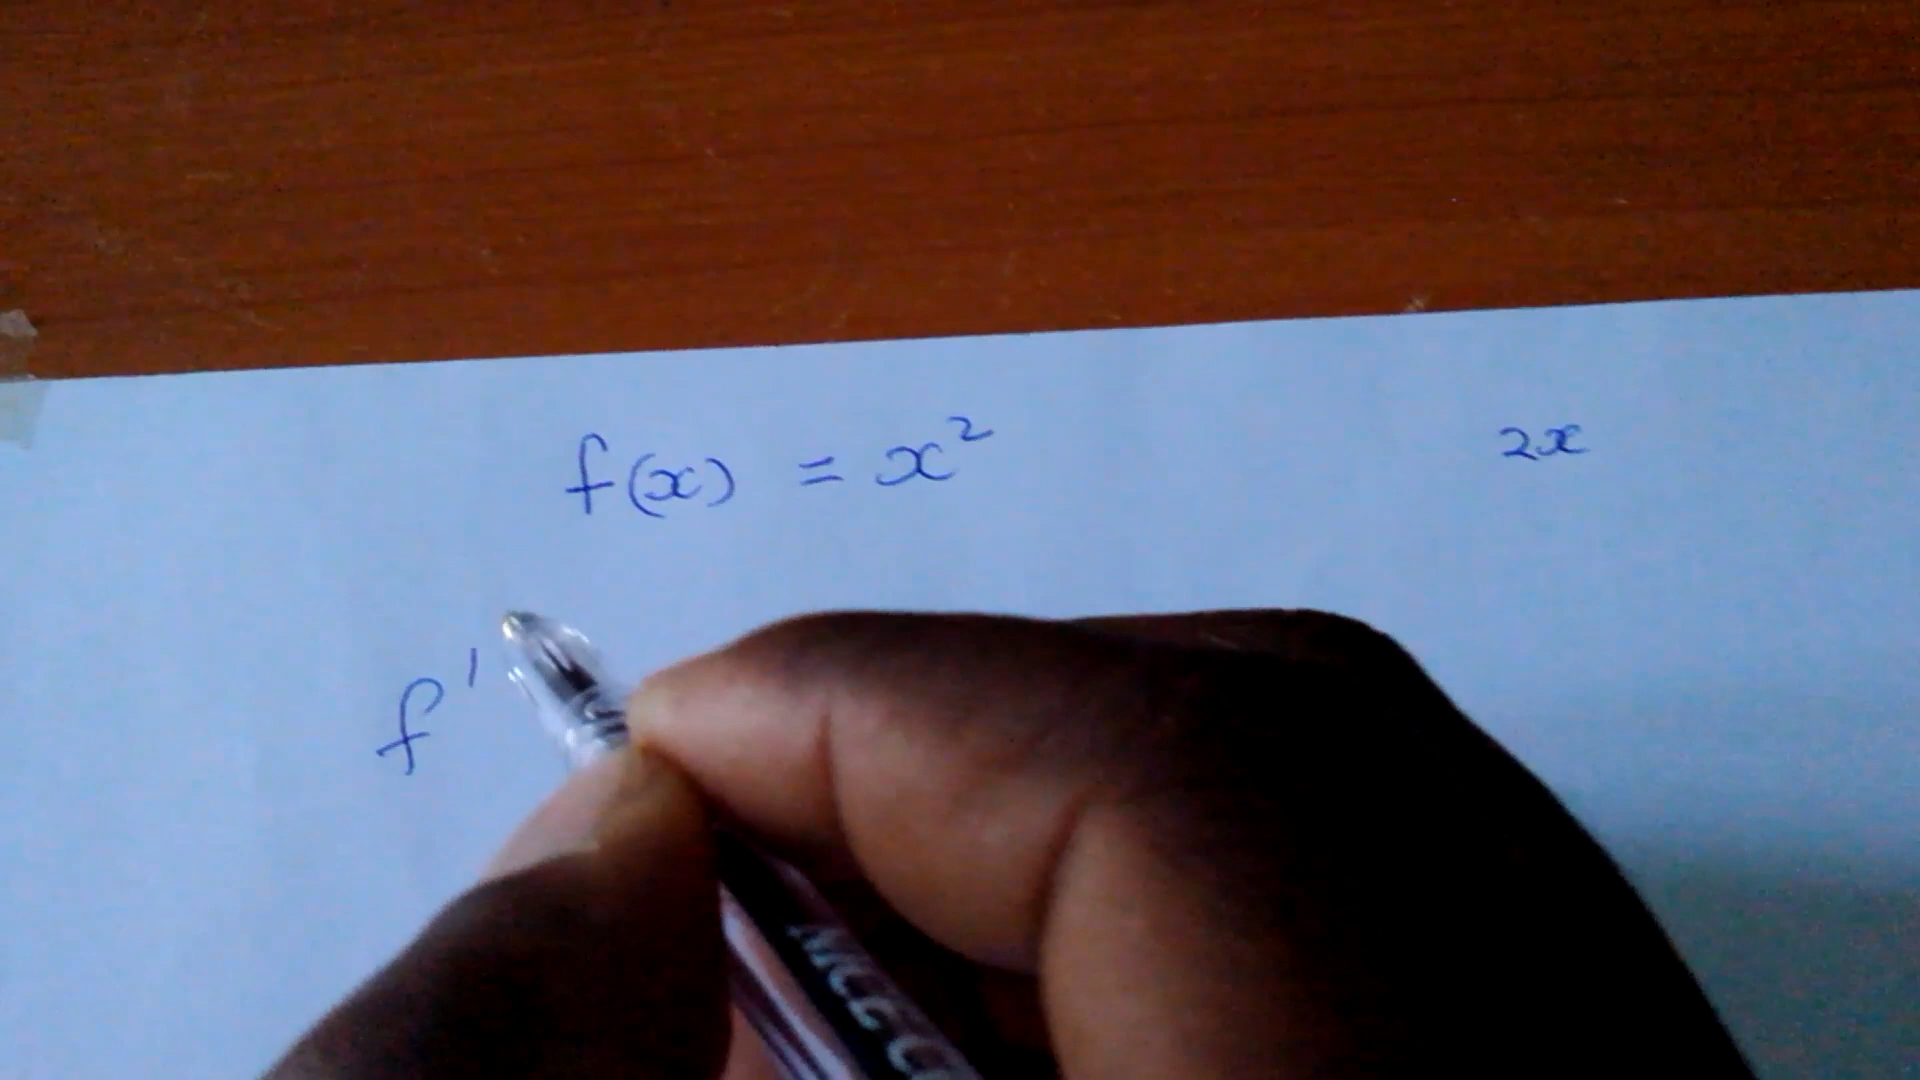 f(x) = x² 2x
f'